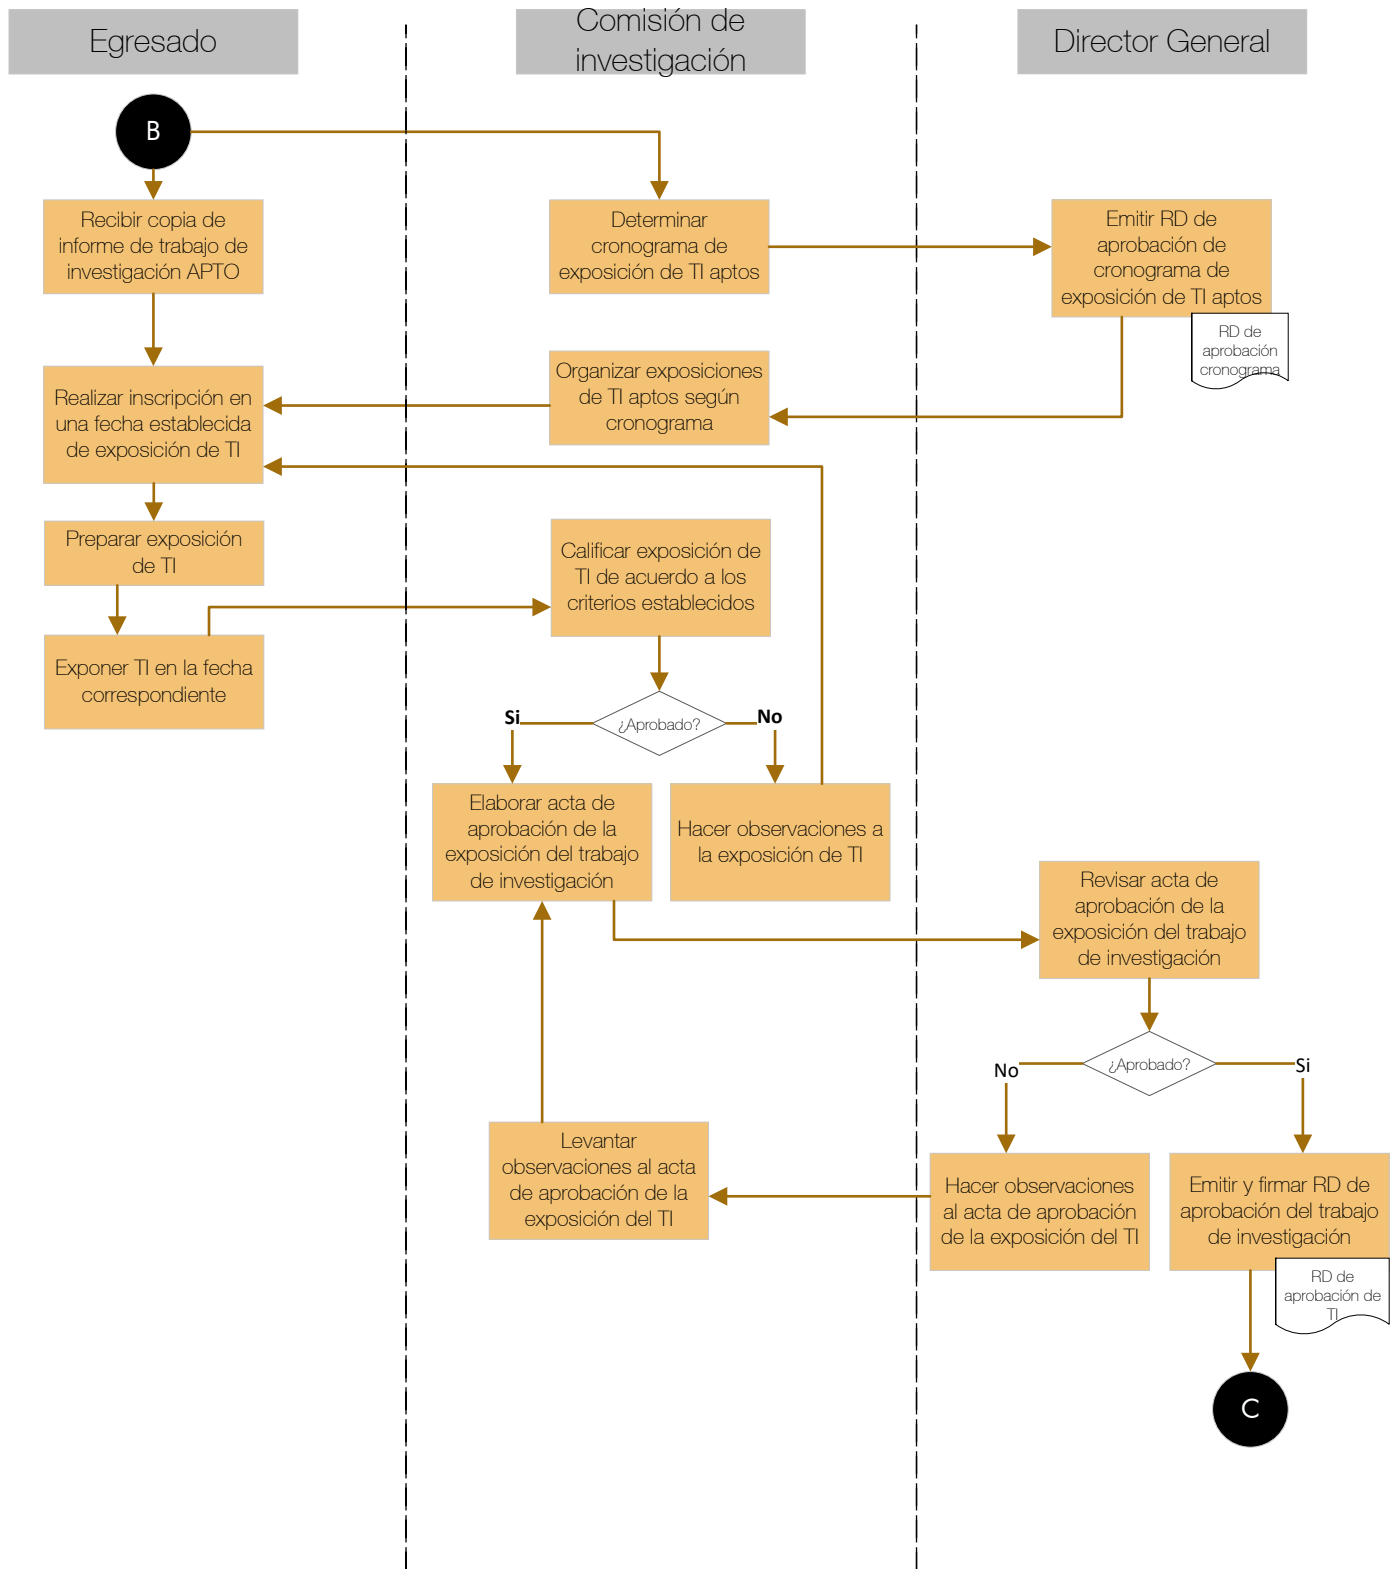 Egresado
Comisión de
investigación
Director General
B
Recibir copia de
informe de trabajo de
investigación APTO
Determinar
cronograma de
exposición de TI aptos
Emitir RD de
aprobación de
cronograma de
exposición de TI aptos
RD de
aprobación
cronograma
Organizar exposiciones
de TI aptos según
cronograma
Realizar inscripción en
una fecha establecida
de exposición de TI
Preparar exposición
de TI
Calificar exposición de
TI de acuerdo a los
criterios establecidos
Exponer TI en la fecha
correspondiente
Si
¿Aprobado?
No
Elaborar acta de
aprobación de la
exposición del trabajo
de investigación
Hacer observaciones a
la exposición de TI
Revisar acta de
aprobación de la
exposición del trabajo
de investigación
No
¿Aprobado?
Si
Levantar
observaciones al acta
de aprobación de la
exposición del TI
Hacer observaciones
al acta de aprobación
de la exposición del TI
Emitir y firmar RD de
aprobación del trabajo
de investigación
RD de
aprobación de
TI
C